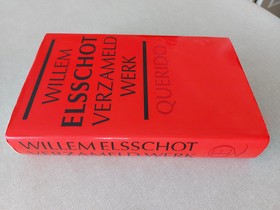 WILLEM
ELSSCHOT
VERZAMELD
WERK
QUERIDO
WILLEM ELSSCHOT
VERZAMELD WERK